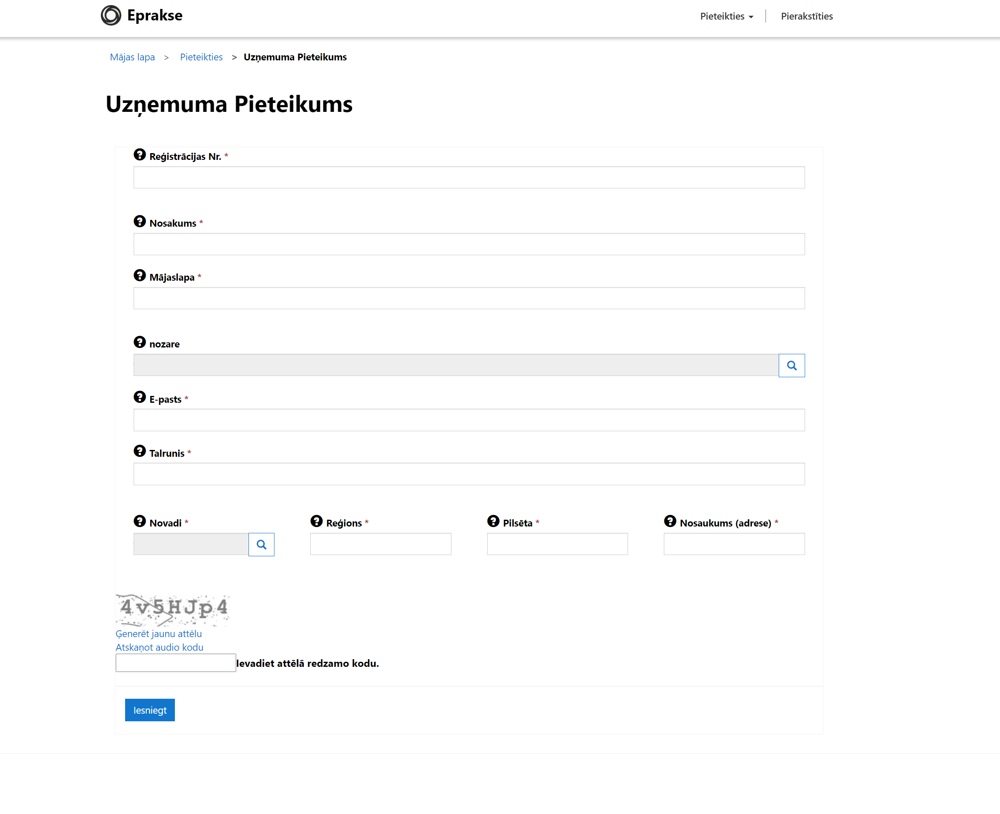 Eprakse
Pieteikties
Pierakstīties
Mājas lapa > Pieteikties > Uzņemuma Pieteikums
Uzņemuma Pieteikums
Reģistrācijas Nr. *
Nosakums *
Mājaslapa *
nozare
E-pasts *
Talrunis *
Novadi *
Reģions *
Pilsēta *
Nosaukums (adrese) *
4v5HJp4
Ģenerēt jaunu attēlu
Atskaņot audio kodu
Ievadiet attēlā redzamo kodu.
Iesniegt